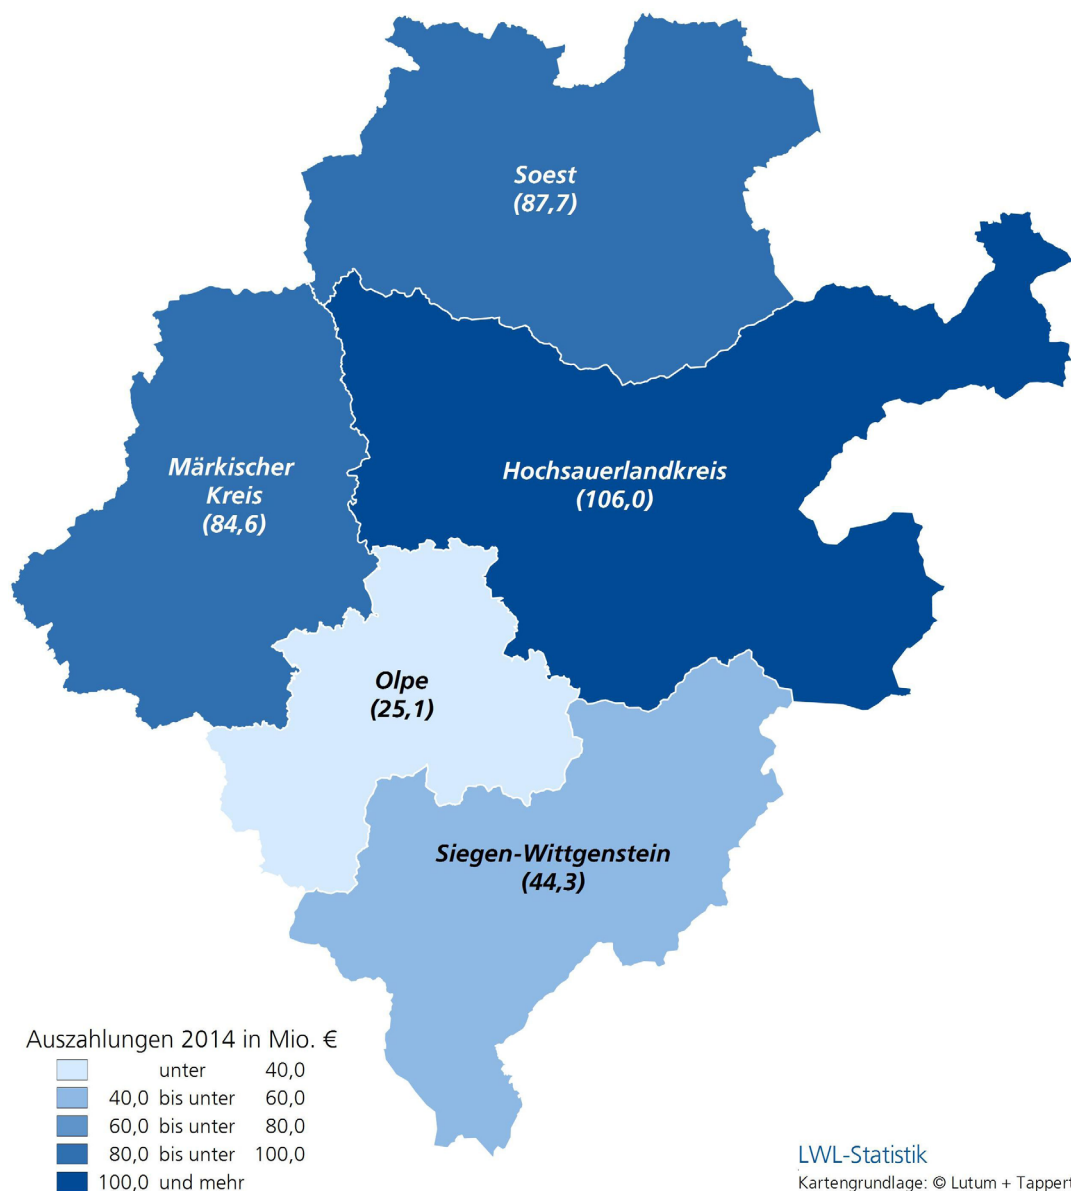 Soest
(87,7)
Märkischer
Kreis
(84,6)
Hochsauerlandkreis
(106,0)
Olpe
(25,1)
Siegen-Wittgenstein
(44,3)
Auszahlungen 2014 in Mio. €
unter 40,0
40,0 bis unter 60,0
60,0 bis unter 80,0
80,0 bis unter 100,0
100,0 und mehr
LWL-Statistik
Kartengrundlage: © Lutum + Tappert